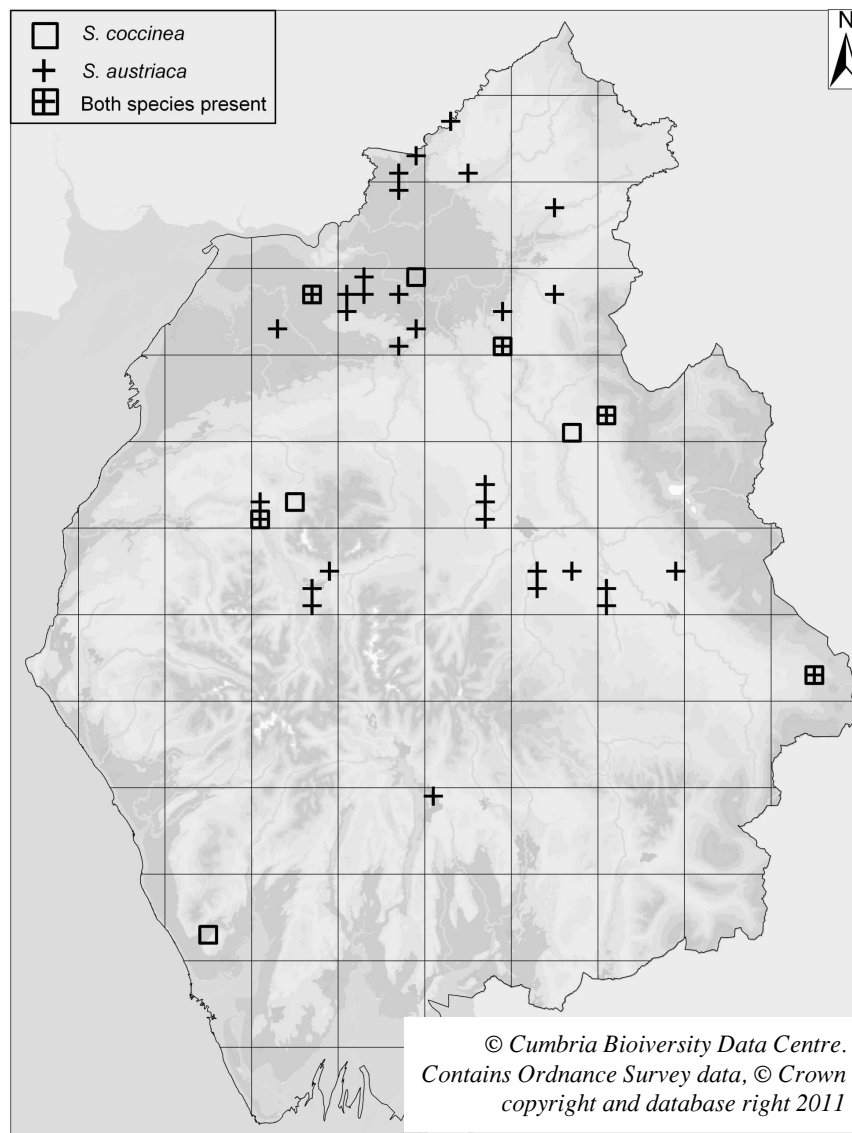 S. coccinea
S. austriaca
Both species present
N
© Cumbria Bioiversity Data Centre.
Contains Ordnance Survey data, © Crown
copyright and database right 2011